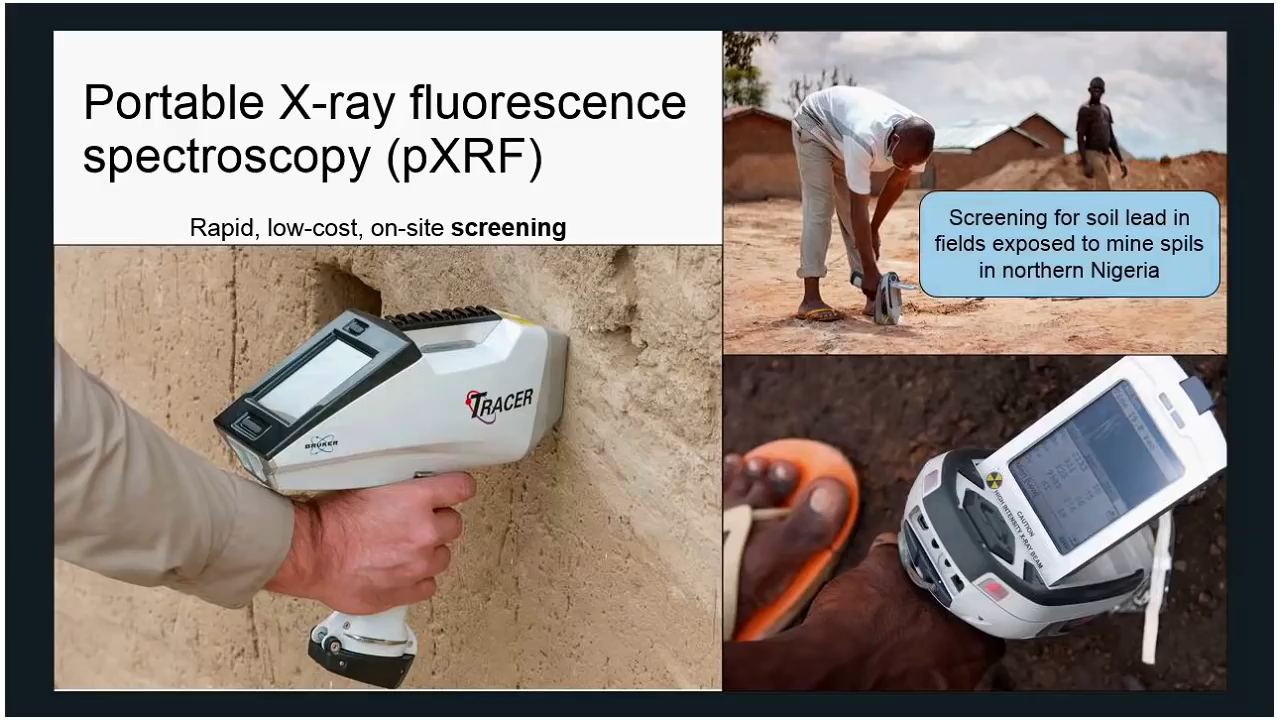 Portable X-ray fluorescence
spectroscopy (pXRF)
Rapid, low-cost, on-site screening
Screening for soil lead in
fields exposed to mine spils
in northern Nigeria
TRACER
BRUKER
CAUTION
HIGH INTENSITY X-RAY BEAM